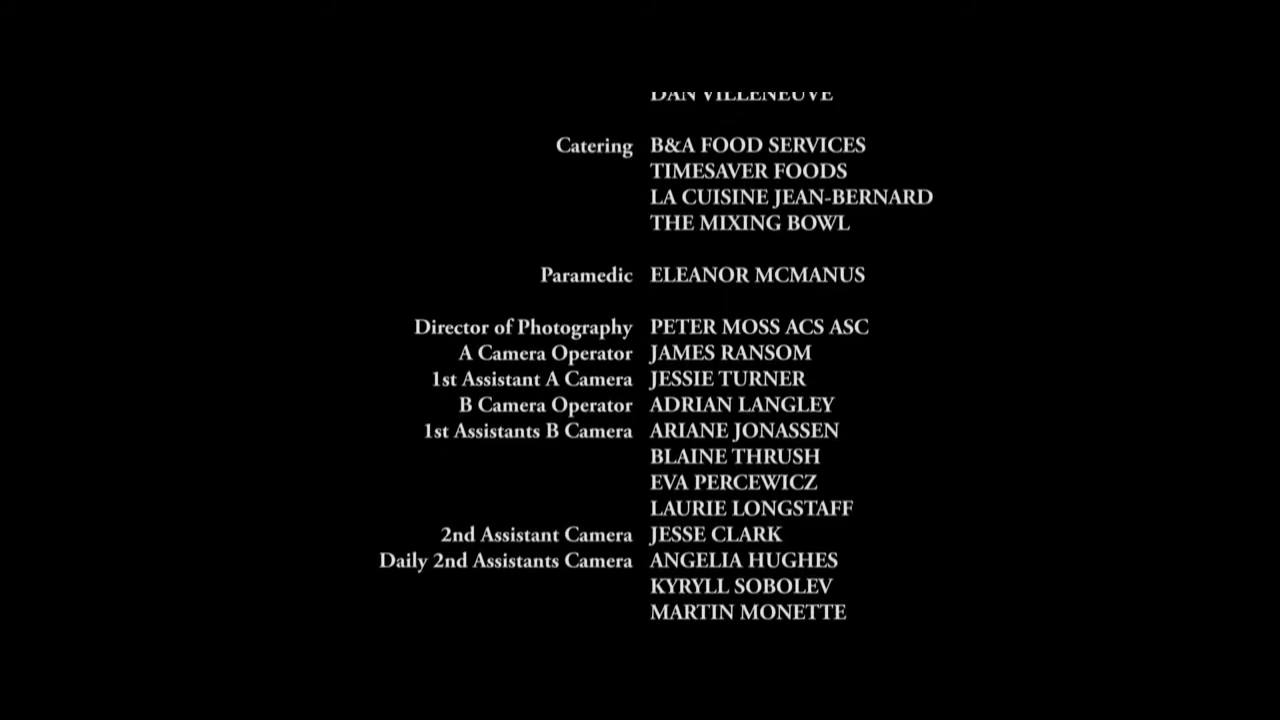 DAN VILLENEUVE
Catering B&A FOOD SERVICES
TIMESAVER FOODS
LA CUISINE JEAN-BERNARD
THE MIXING BOWL
Paramedic ELEANOR MCMANUS
Director of Photography PETER MOSS ACS ASC
A Camera Operator JAMES RANSOM
1st Assistant A Camera JESSIE TURNER
B Camera Operator ADRIAN LANGLEY
1st Assistants B Camera ARIANE JONASSEN
BLAINE THRUSH
EVA PERCEWICZ
LAURIE LONGSTAFF
2nd Assistant Camera JESSE CLARK
Daily 2nd Assistants Camera ANGELIA HUGHES
KYRYLL SOBOLEV
MARTIN MONETTE